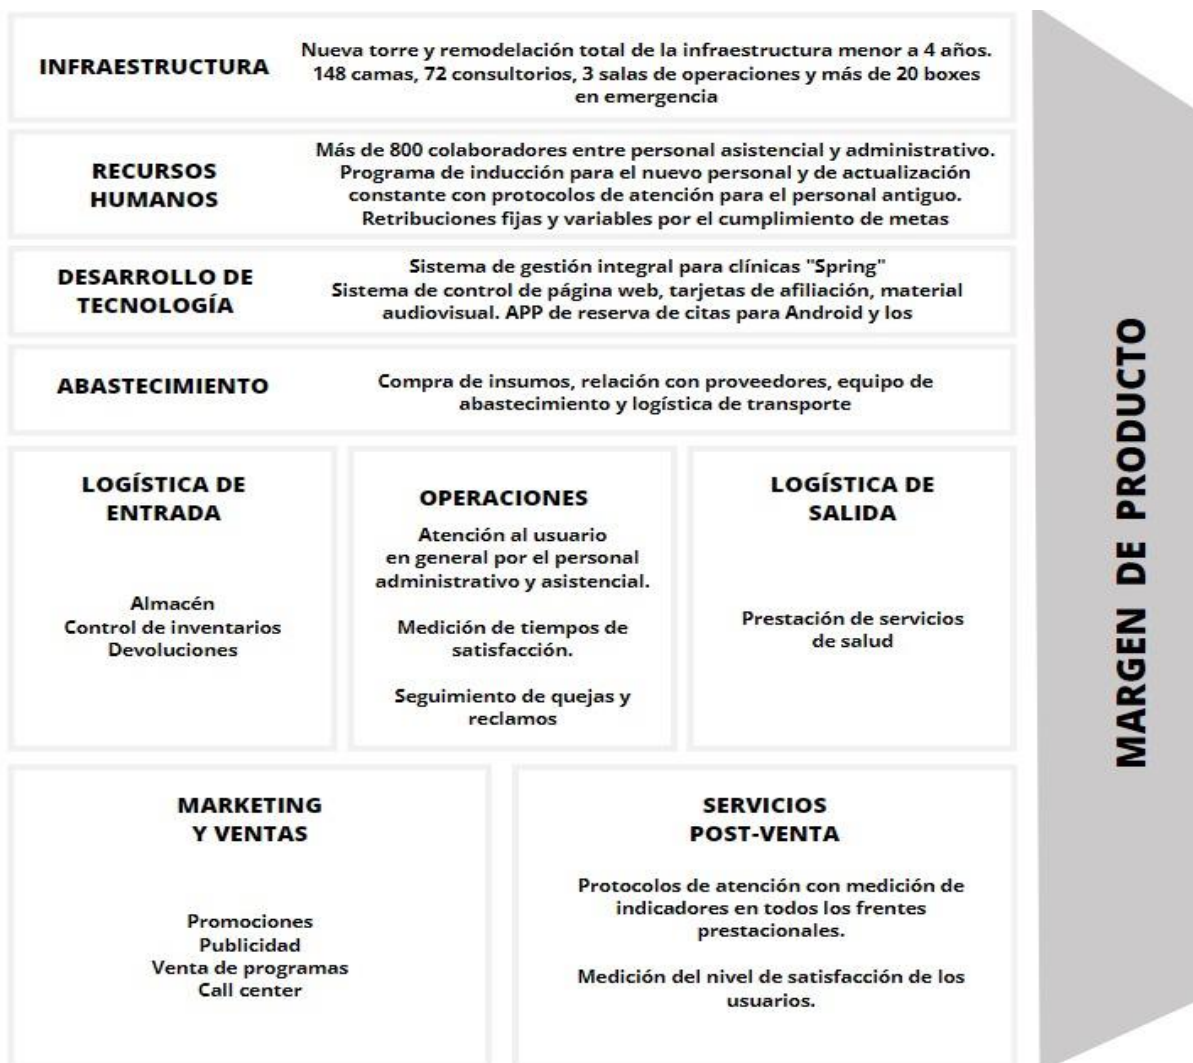 INFRAESTRUCTURA
Nueva torre y remodelación total de la infraestructura menor a 4 años.
148 camas, 72 consultorios, 3 salas de operaciones y más de 20 boxes
en emergencia
RECURSOS
HUMANOS
Más de 800 colaboradores entre personal asistencial y administrativo.
Programa de inducción para el nuevo personal y de actualización
constante con protocolos de atención para el personal antiguo.
Retribuciones fijas y variables por el cumplimiento de metas
DESARROLLO DE
TECNOLOGÍA
Sistema de gestión integral para clínicas "Spring"
Sistema de control de página web, tarjetas de afiliación, material
audiovisual. APP de reserva de citas para Android y Ios
ABASTECIMIENTO
Compra de insumos, relación con proveedores, equipo de
abastecimiento y logística de transporte
LOGÍSTICA DE
ENTRADA
Almacén
Control de inventarios
Devoluciones
OPERACIONES
Atención al usuario
en general por el personal
administrativo y asistencial.
Medición de tiempos de
satisfacción.
Seguimiento de quejas y
reclamos
LOGÍSTICA DE
SALIDA
Prestación de servicios
de salud
MARKETING
Y VENTAS
Promociones
Publicidad
Venta de programas
Call center
SERVICIOS
POST-VENTA
Protocolos de atención con medición de
indicadores en todos los frentes
prestacionales.
Medición del nivel de satisfacción de los
usuarios.
MARGEN DE PRODUCTO